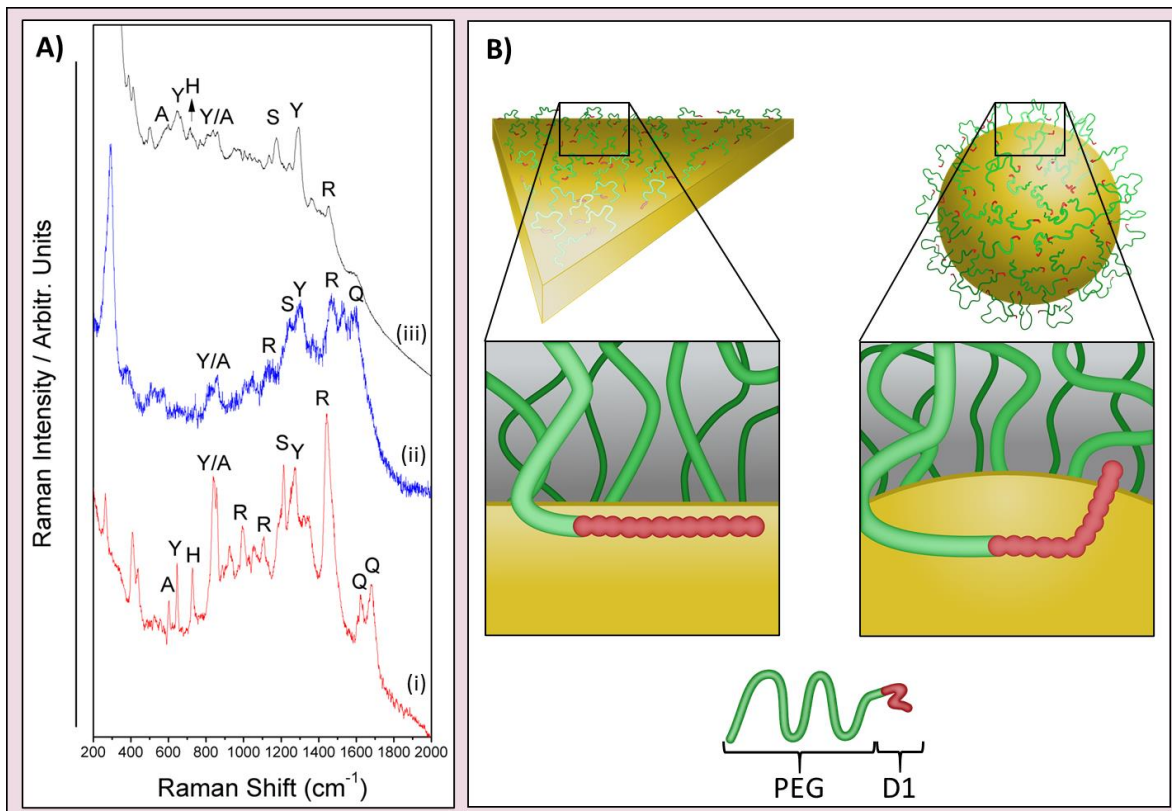 A)
A
Y
H
Y/A
S
Y
R
(iii)
Y/A
R
S
Y
R
Q
(ii)
A
Y
H
Y/A
R
R
S
Y
R
Q
Q
(i)
Raman Intensity / Arbitr. Units
200 400 600 800 1000 1200 1400 1600 1800 2000
Raman Shift (cm⁻¹)
B)
PEG
D1